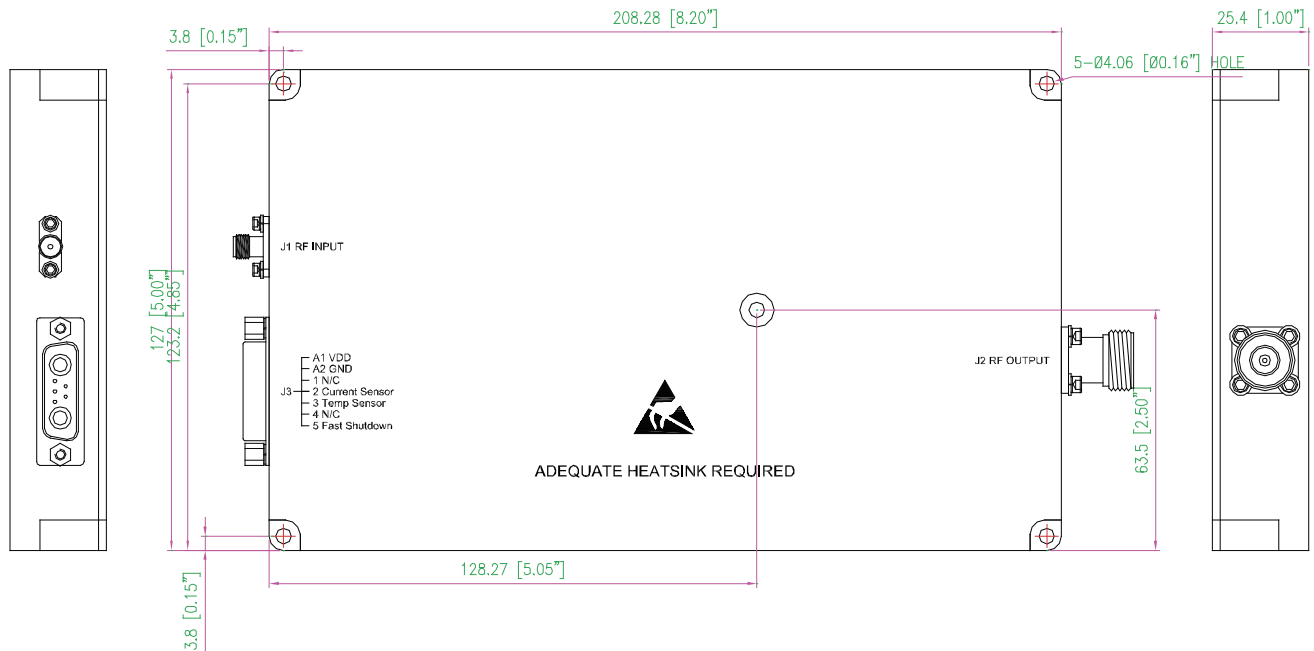 208.28 [8.20"]
25.4 [1.00"]
3.8 [0.15"]
5-Ø4.06 [Ø0.16"] HOLE
J1 RF INPUT
127 [5.00"]
123.2 [4.85"]
A1 VDD
A2 GND
1 N/C
J3 2 Current Sensor
3 Temp Sensor
4 N/C
5 Fast Shutdown
J2 RF OUTPUT
63.5 [2.50"]
ADEQUATE HEATSINK REQUIRED
128.27 [5.05"]
3.8 [0.15"]